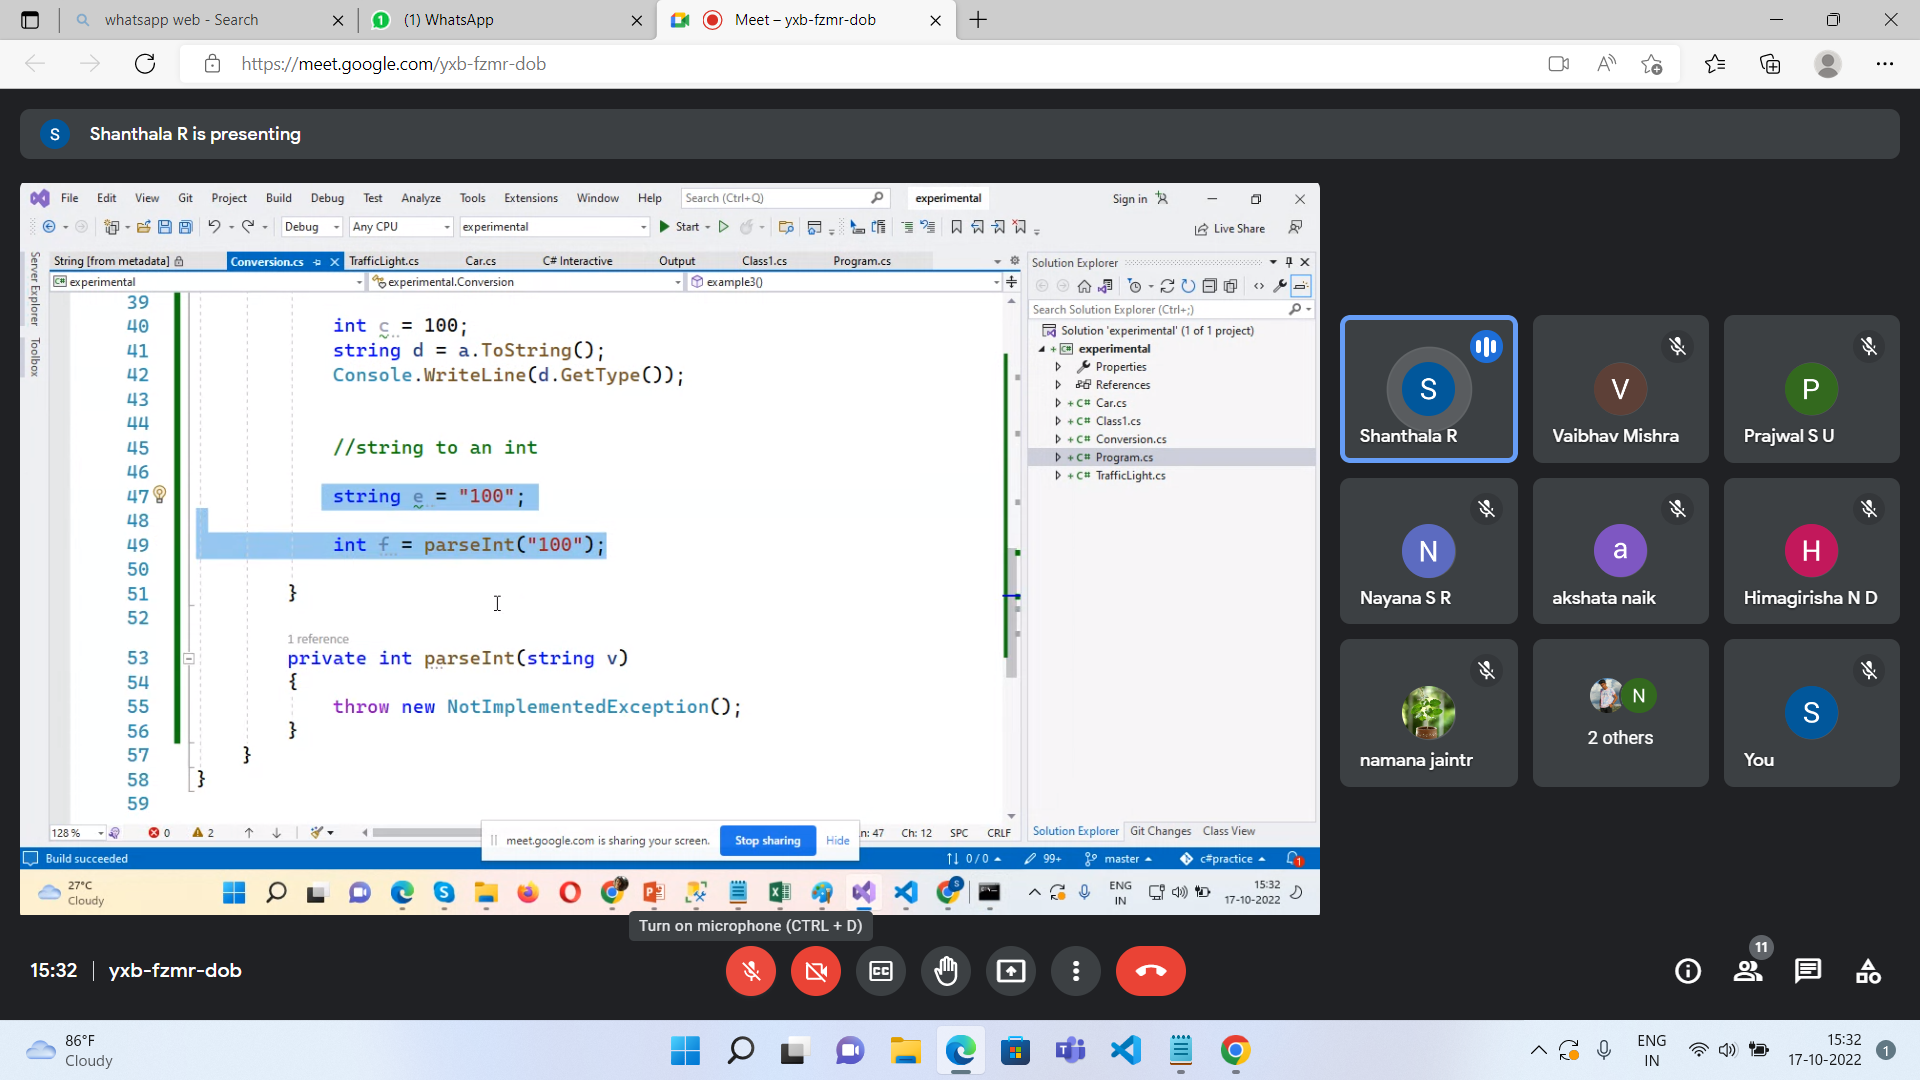 whatsapp web - Search
(1) WhatsApp
Meet – yxb-fzmr-dob
https://meet.google.com/yxb-fzmr-dob
S Shanthala R is presenting
File Edit View Git Project Build Debug Test Analyze Tools Extensions Window Help Search (Ctrl+Q) experimental Sign in
Debug Any CPU experimental Start Live Share
Server Explorer
Toolbox
String [from metadata] Conversion.cs TrafficLight.cs Car.cs C# Interactive Output Class1.cs Program.cs
experimental experimental.Conversion example3()
39
40 int c = 100;
41 string d = a.ToString();
42 Console.WriteLine(d.GetType());
43
44
45 //string to an int
46
47 string e = "100";
48
49 int f = parseInt("100");
50
51 }
52
1 reference
53 private int parseInt(string v)
54 {
55 throw new NotImplementedException();
56 }
57 }
58 }
59
128 % 0 2 Ln: 47 Ch: 12 SPC CRLF
meet.google.com is sharing your screen. Stop sharing Hide
Solution Explorer
Search Solution Explorer (Ctrl+;)
Solution 'experimental' (1 of 1 project)
experimental
Properties
References
C# Car.cs
C# Class1.cs
C# Conversion.cs
C# Program.cs
C# TrafficLight.cs
Solution Explorer Git Changes Class View
Build succeeded 0 / 0 99+ master c#practice 1
27°C
Cloudy
ENG
IN
15:32
17-10-2022
S
Shanthala R
V
Vaibhav Mishra
P
Prajwal S U
N
Nayana S R
a
akshata naik
H
Himagirisha N D
namana jaintr
N
2 others
S
You
Turn on microphone (CTRL + D)
15:32 | yxb-fzmr-dob
CC
11
86°F
Cloudy
ENG
IN
15:32
17-10-2022
1